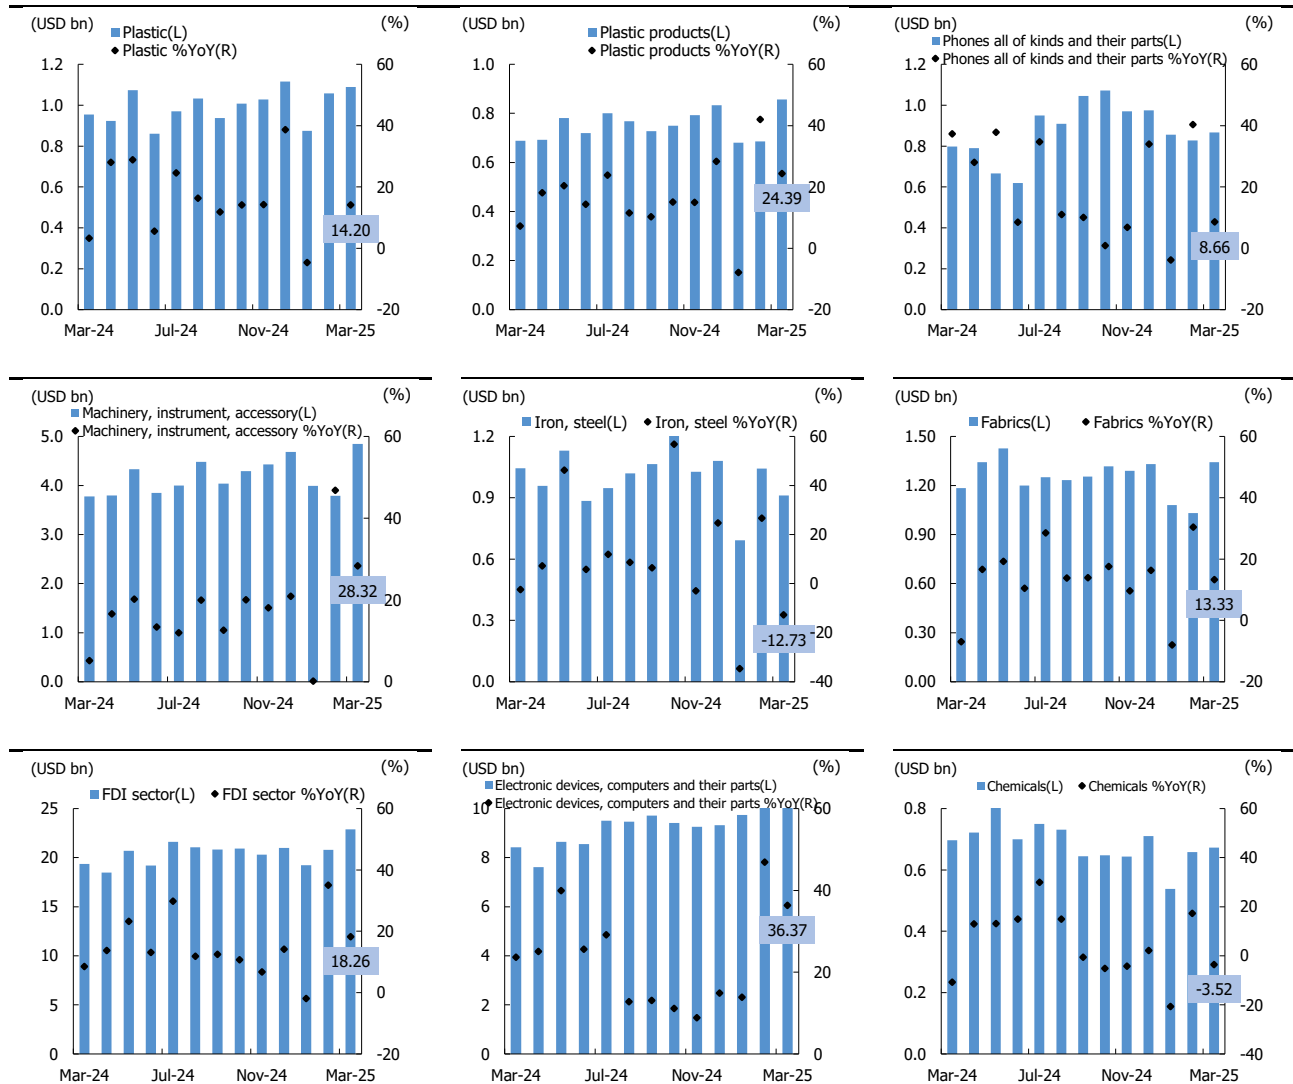 (USD bn) (%)
Plastic(L)
Plastic %YoY(R)
1.2 60
1.0 40
0.8
0.6 20
0.4 0
0.2
0.0 -20
14.20
Mar-24 Jul-24 Nov-24 Mar-25
(USD bn) (%)
Plastic products(L)
Plastic products %YoY(R)
1.0 60
0.8 40
0.6 20
0.4 0
0.2
0.0 -20
24.39
Mar-24 Jul-24 Nov-24 Mar-25
(USD bn) (%)
Phones all of kinds and their parts(L)
Phones all of kinds and their parts %YoY(R)
1.2 60
1.0 40
0.8
0.6 20
0.4 0
0.2
0.0 -20
8.66
Mar-24 Jul-24 Nov-24 Mar-25
(USD bn) (%)
Machinery, instrument, accessory(L)
Machinery, instrument, accessory %YoY(R)
5.0 60
4.0 40
3.0
2.0 20
1.0
0.0 0
28.32
Mar-24 Jul-24 Nov-24 Mar-25
(USD bn) (%)
Iron, steel(L) Iron, steel %YoY(R)
1.2 60
0.9 40
0.6 20
0.3 0
0.0 -20
-40
-12.73
Mar-24 Jul-24 Nov-24 Mar-25
(USD bn) (%)
Fabrics(L) Fabrics %YoY(R)
1.50 60
1.20 40
0.90 20
0.60 0
0.30
0.00 -20
13.33
Mar-24 Jul-24 Nov-24 Mar-25
(USD bn) (%)
FDI sector(L) FDI sector %YoY(R)
25 60
20 40
15 20
10 0
5
0 -20
18.26
Mar-24 Jul-24 Nov-24 Mar-25
(USD bn) (%)
Electronic devices, computers and their parts(L)
Electronic devices, computers and their parts %YoY(R)
10 60
8 40
6
4 20
2
0 0
36.37
Mar-24 Jul-24 Nov-24 Mar-25
(USD bn) (%)
Chemicals(L) Chemicals %YoY(R)
0.8 60
0.6 40
0.4 20
0.2 0
0.0 -20
-40
-3.52
Mar-24 Jul-24 Nov-24 Mar-25